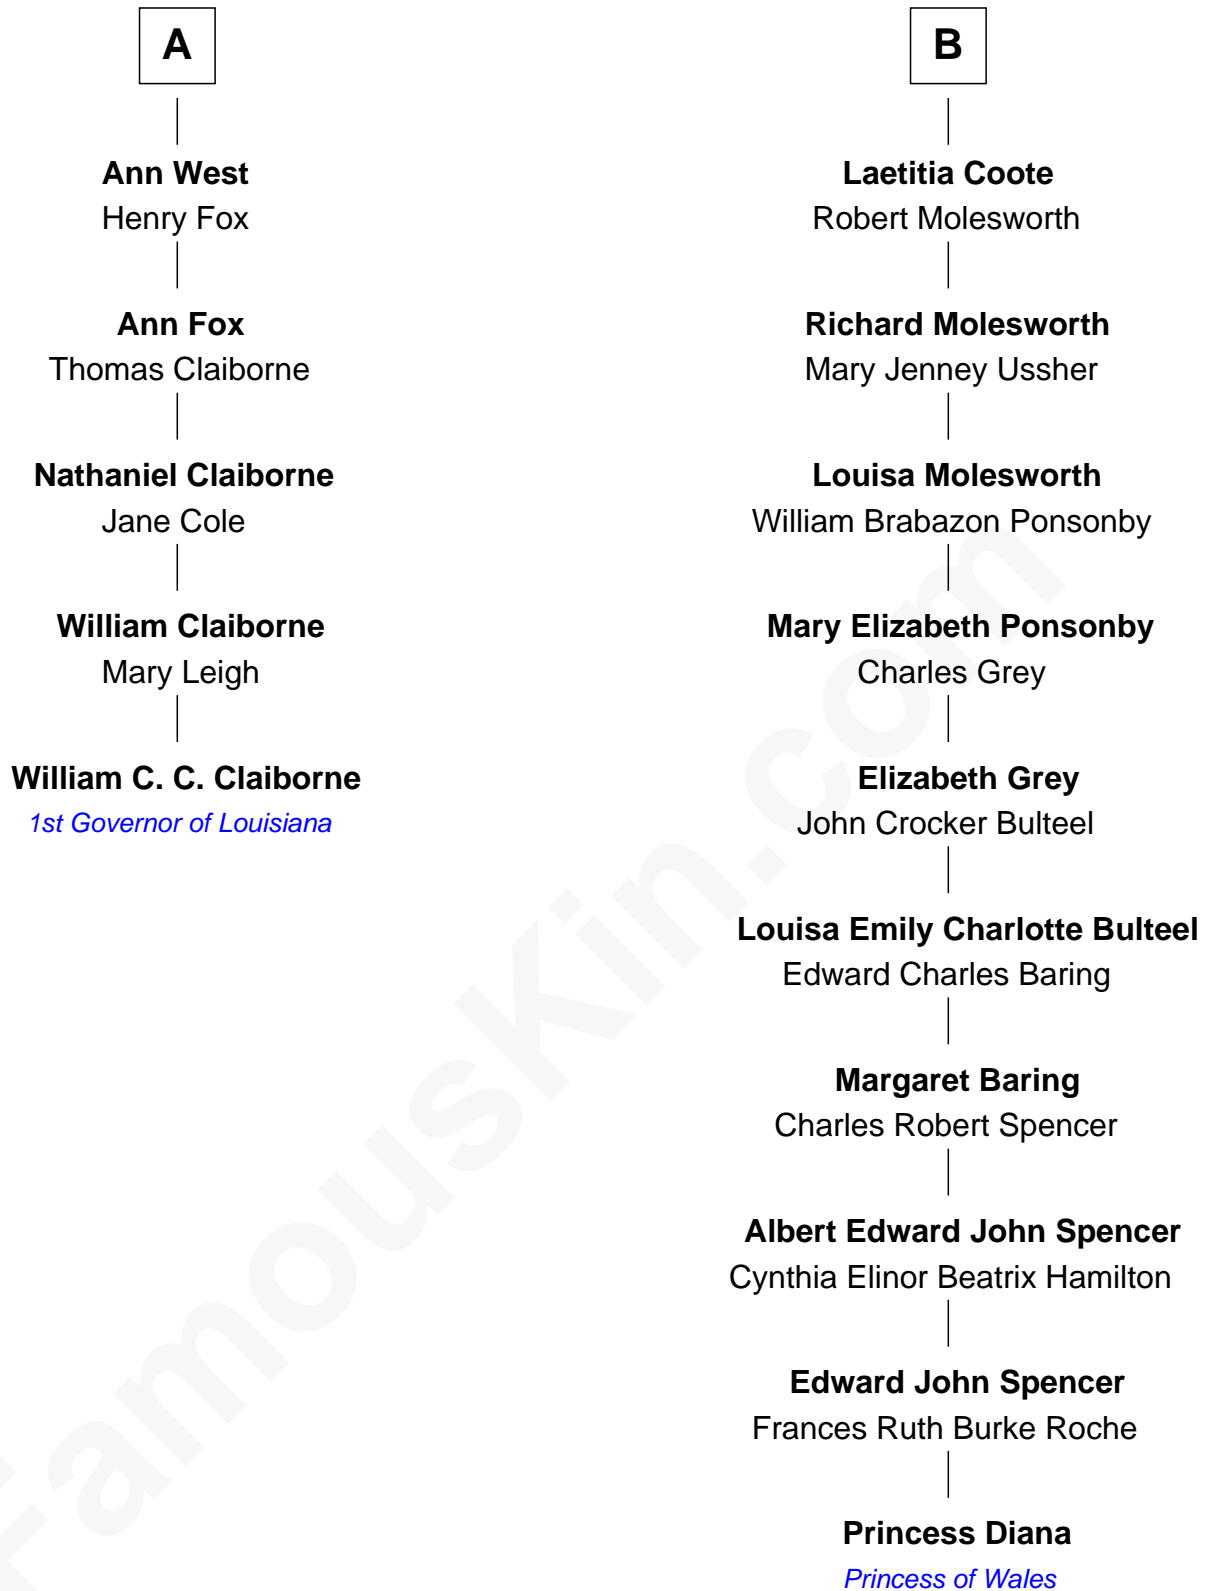 A
Ann West
Henry Fox
Ann Fox
Thomas Claiborne
Nathaniel Claiborne
Jane Cole
William Claiborne
Mary Leigh
William C. C. Claiborne
1st Governor of Louisiana
B
Laetitia Coote
Robert Molesworth
Richard Molesworth
Mary Jenney Ussher
Louisa Molesworth
William Brabazon Ponsonby
Mary Elizabeth Ponsonby
Charles Grey
Elizabeth Grey
John Crocker Bulteel
Louisa Emily Charlotte Bulteel
Edward Charles Baring
Margaret Baring
Charles Robert Spencer
Albert Edward John Spencer
Cynthia Elinor Beatrix Hamilton
Edward John Spencer
Frances Ruth Burke Roche
Princess Diana
Princess of Wales
FamousKin.com